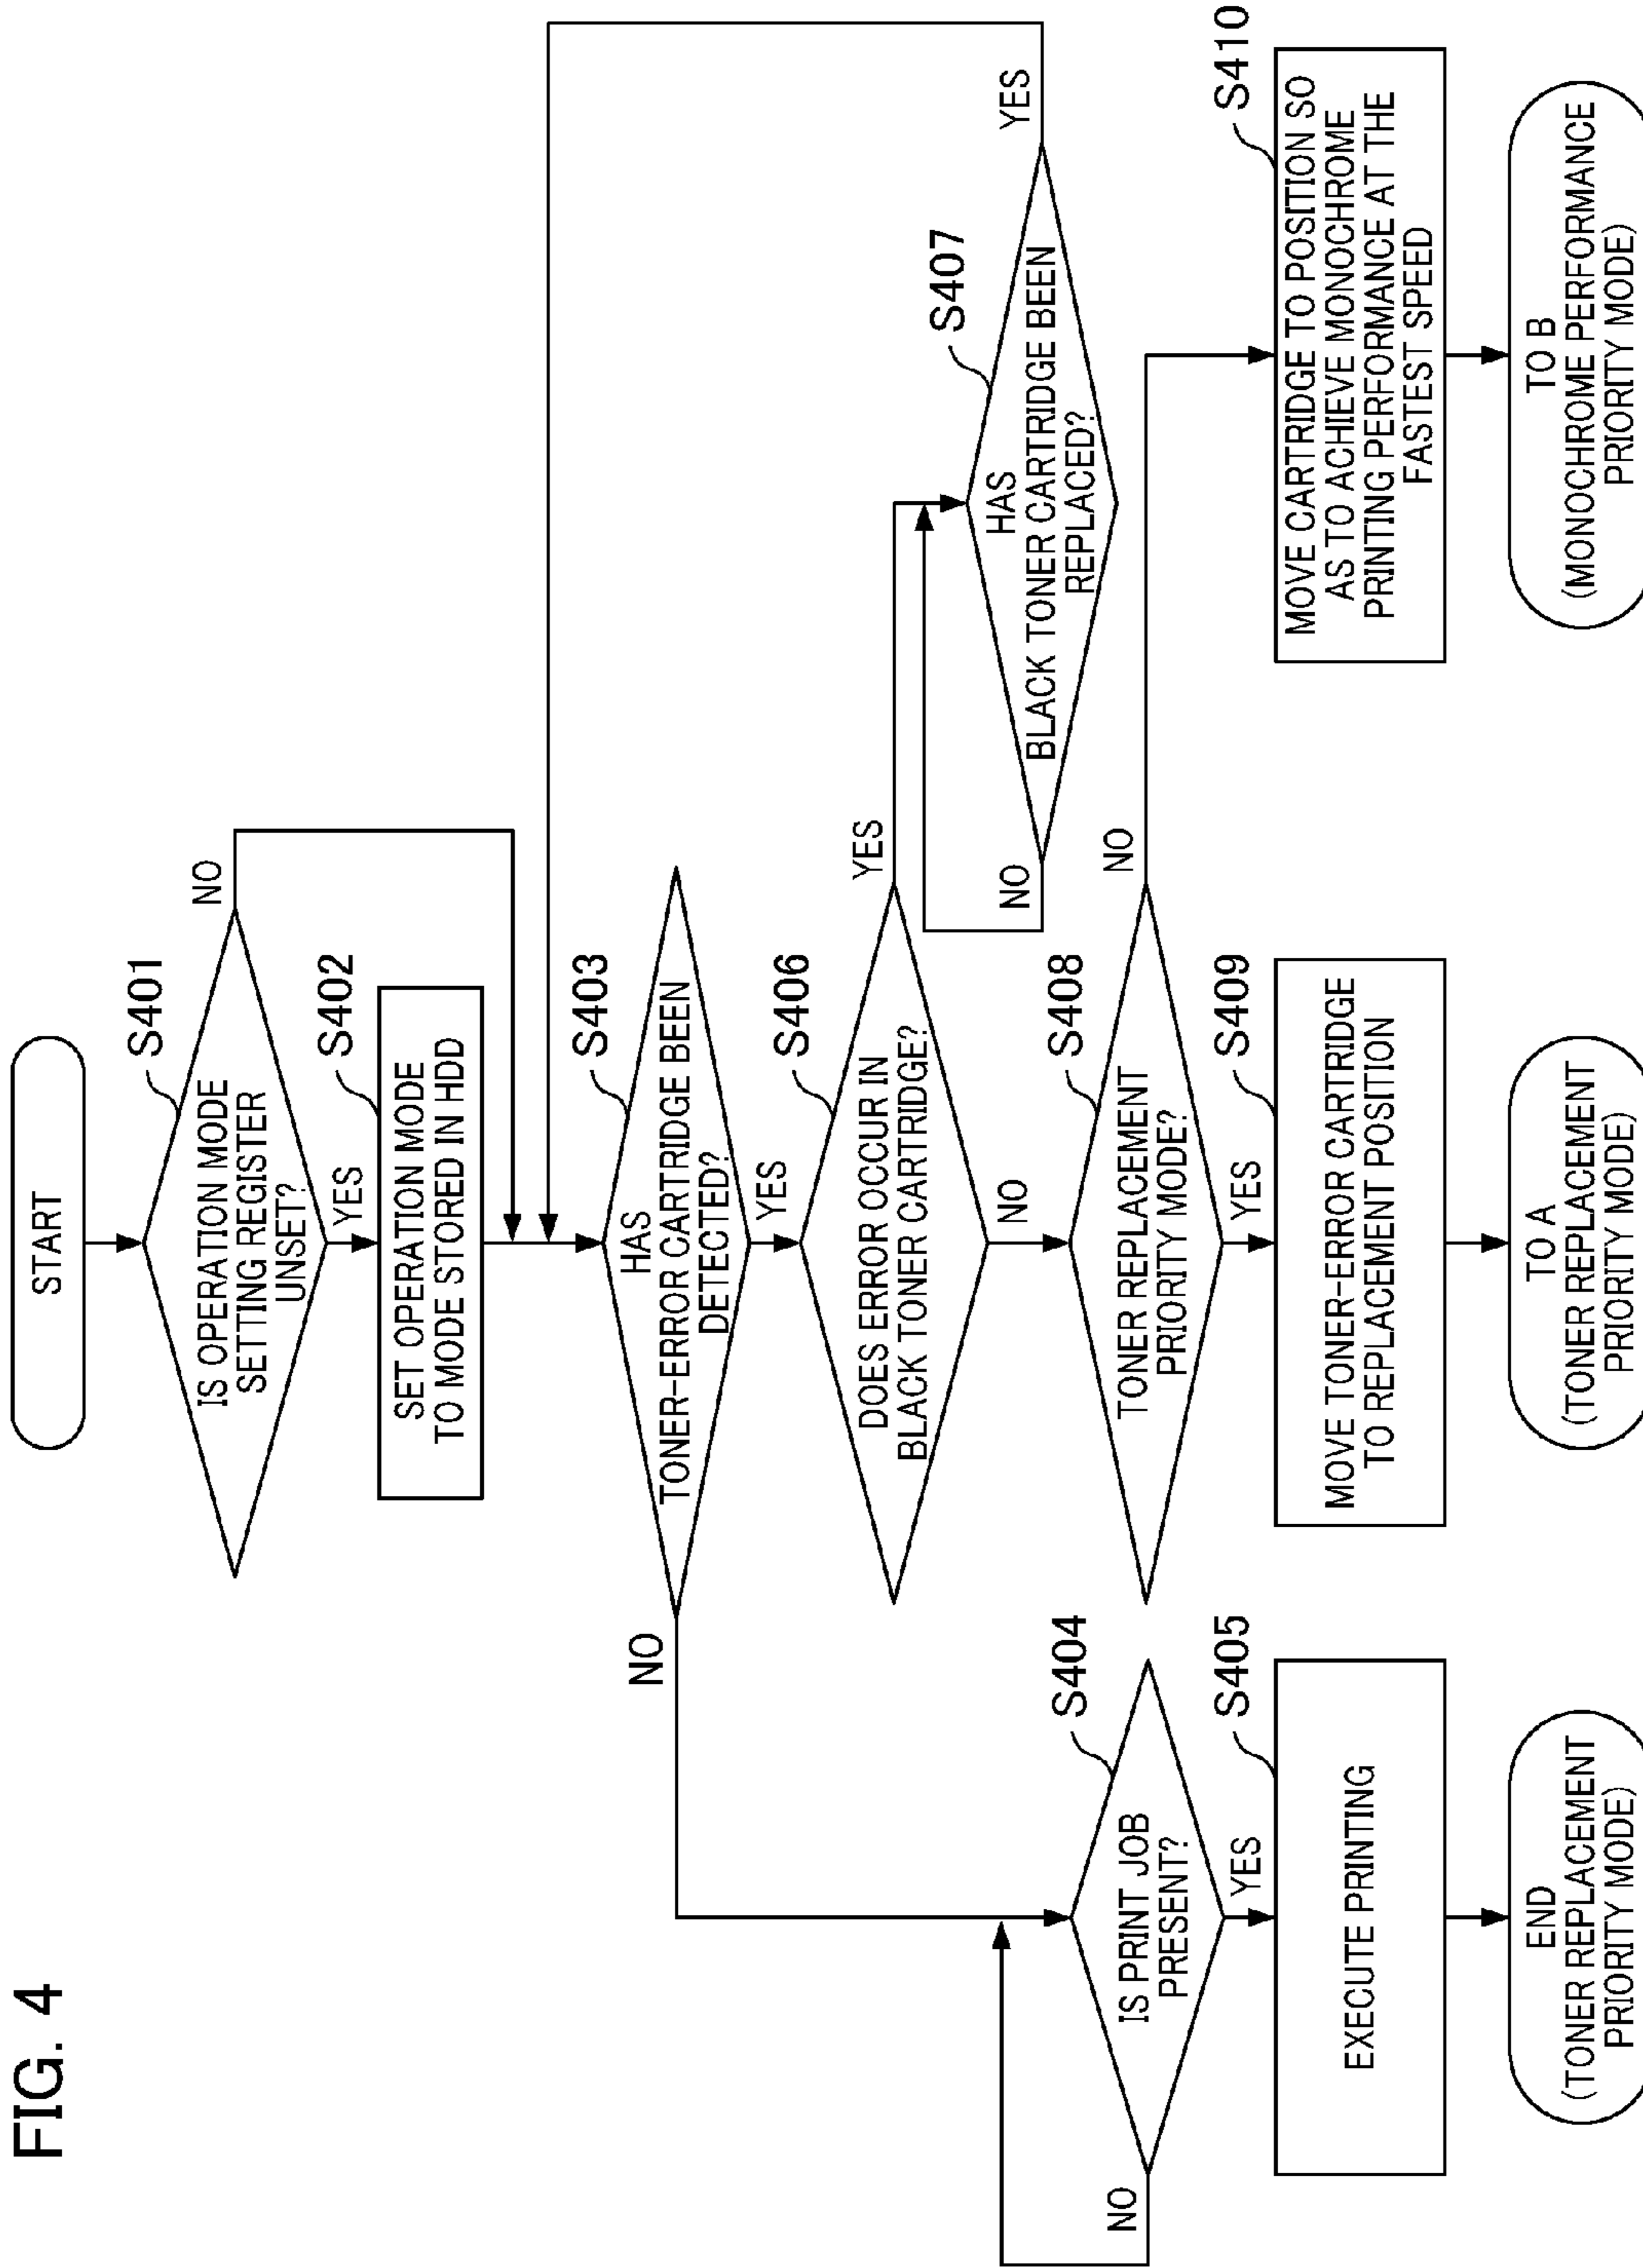 FIG. 4
START
S401
IS OPERATION MODE
SETTING REGISTER
UNSET?
NO
YES
S402
SET OPERATION MODE
TO MODE STORED IN HDD
S403
HAS
TONER-ERROR CARTRIDGE BEEN
DETECTED?
NO
YES
S406
DOES ERROR OCCUR IN
BLACK TONER CARTRIDGE?
YES
NO
S407
HAS
BLACK TONER CARTRIDGE BEEN
REPLACED?
YES
NO
S404
IS PRINT JOB
PRESENT?
NO
YES
S408
TONER REPLACEMENT
PRIORITY MODE?
NO
YES
S405
EXECUTE PRINTING
S409
MOVE TONER-ERROR CARTRIDGE
TO REPLACEMENT POSITION
S410
MOVE CARTRIDGE TO POSITION SO
AS TO ACHIEVE MONOCHROME
PRINTING PERFORMANCE AT THE
FASTEST SPEED
END
(TONER REPLACEMENT
PRIORITY MODE)
TO A
(TONER REPLACEMENT
PRIORITY MODE)
TO B
(MONOCHROME PERFORMANCE
PRIORITY MODE)